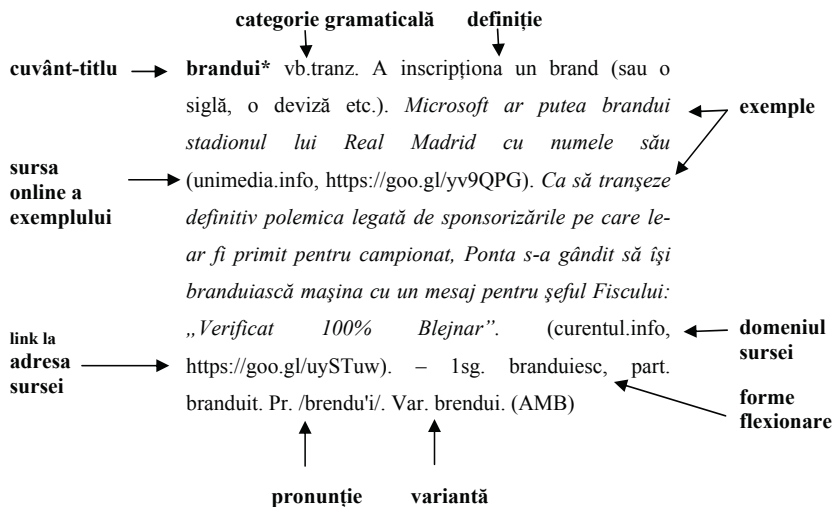 categorie gramaticală definiție
cuvânt-titlu brandui* vb.tranz. A inscripționa un brand (sau o
siglă, o deviză etc.). Microsoft ar putea brandui exemple
stadionul lui Real Madrid cu numele său
sursa
online a (unimedia.info, https://goo.gl/yv9QPG). Ca să tranşeze
exemplului
definitiv polemica legată de sponsorizările pe care le-
ar fi primit pentru campionat, Ponta s-a gândit să îşi
branduiască maşina cu un mesaj pentru şeful Fiscului:
„Verificat 100% Blejnar”. (curentul.info, domeniul
sursei
link la
adresa https://goo.gl/uySTuw). – 1sg. branduiesc, part.
sursei
branduit. Pr. /brendu'i/. Var. brendui. (AMB) forme
flexionare
pronunție variantă